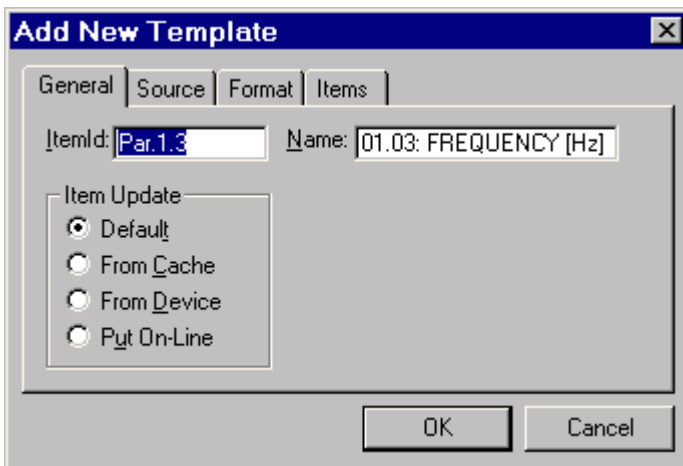 Add New Template
General Source Format Items
ItemId: Par.1.3 Name: 01.03: FREQUENCY [Hz]
Item Update
Default
From Cache
From Device
Put On-Line
OK Cancel